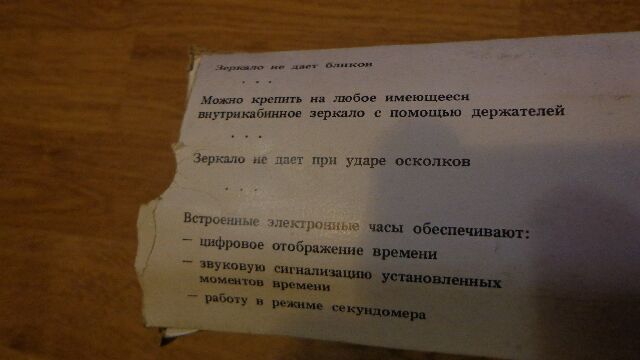 Зеркало не дает бликов
. . .
Можно крепить на любое имеющееся
внутрикабинное зеркало с помощью держателей
. . .
Зеркало не дает при ударе осколков
. . .
Встроенные электронные часы обеспечивают:
— цифровое отображение времени
— звуковую сигнализацию установленных
моментов времени
— работу в режиме секундомера